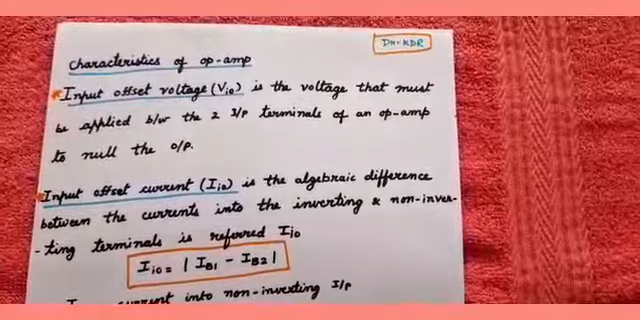 Dn. KDR
characteristics of op-amp
*Input offset voltage (Vio) is the voltage that must
be applied b/w the 2 I/p terminals of an op-amp
to null the o/p.
*Input offset current (Iio) is the algebraic difference
between the currents into the inverting & non-inver-
-ting terminals is referred Iio
Iio = | IB1 - IB2 |
current into non-inverting I/p